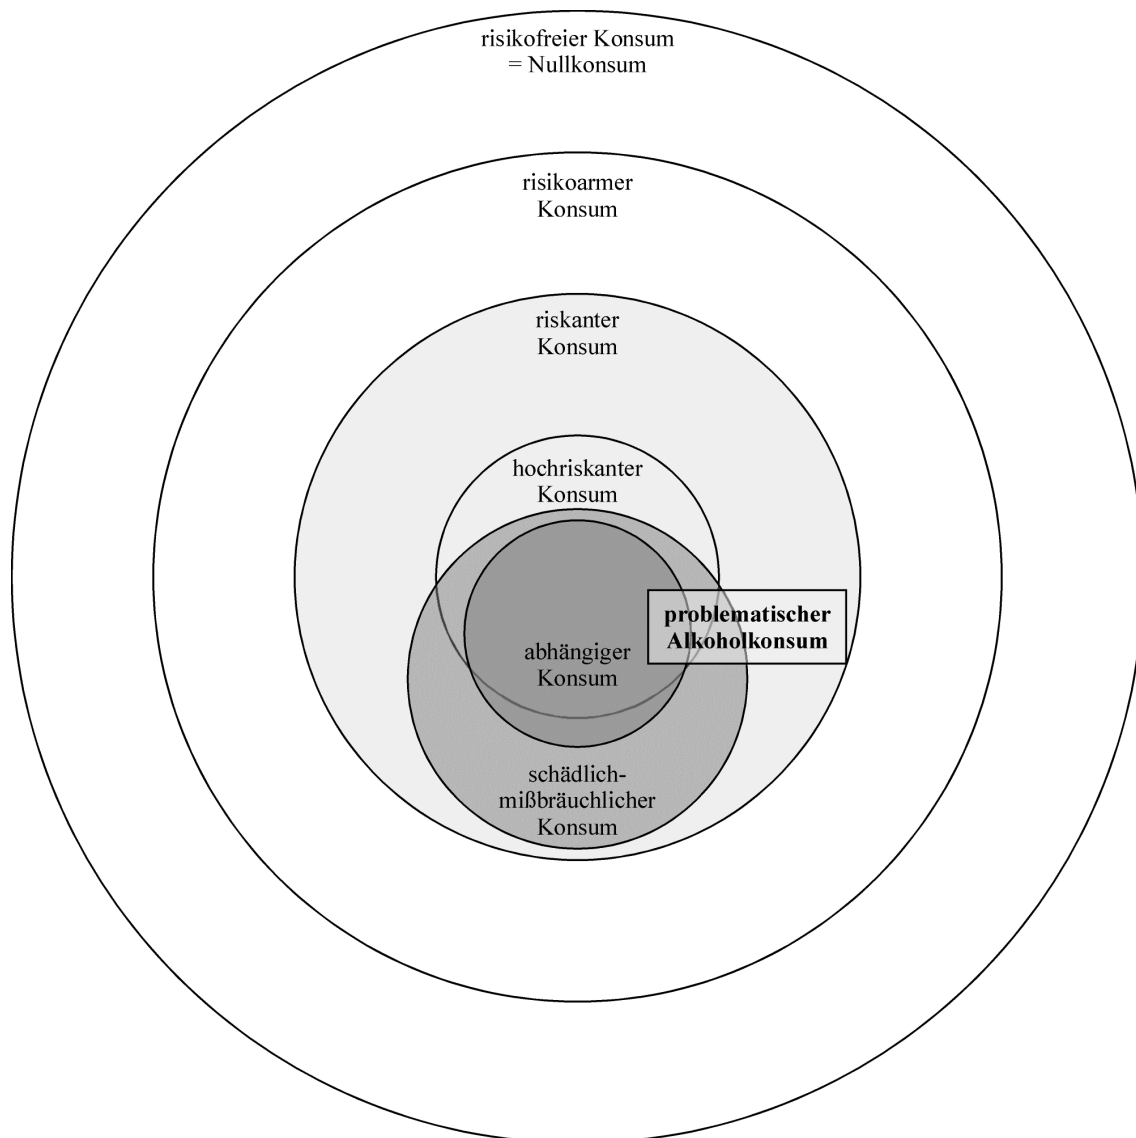 risikofreier Konsum
= Nullkonsum
risikoarmer
Konsum
riskanter
Konsum
hochriskanter
Konsum
problematischer
Alkoholkonsum
abhängiger
Konsum
schädlich-
mißbräuchlicher
Konsum